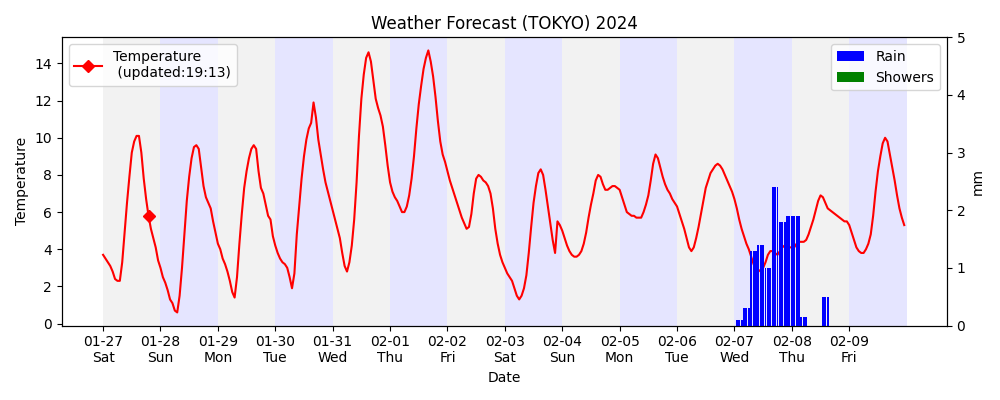 Weather Forecast (TOKYO) 2024
Temperature
(updated:19:13)
Rain
Showers
Temperature
14
12
10
8
6
4
2
0
5
4
3
2
1
0
mm
01-27 01-28 01-29 01-30 01-31 02-01 02-02 02-03 02-04 02-05 02-06 02-07 02-08 02-09
Sat Sun Mon Tue Wed Thu Fri Sat Sun Mon Tue Wed Thu Fri
Date